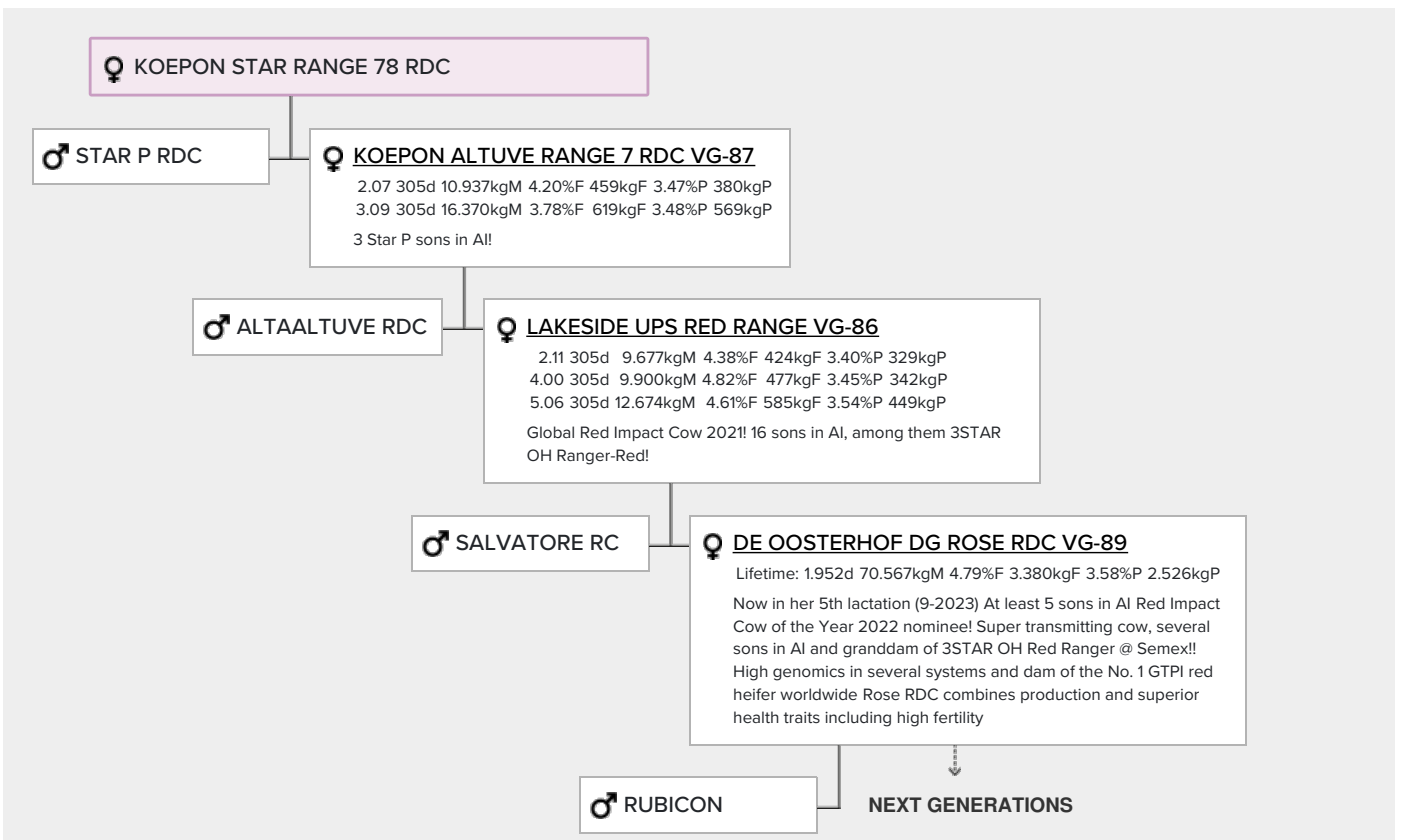 KOEPON STAR RANGE 78 RDC
STAR P RDC
KOEPON ALTUVE RANGE 7 RDC VG-87
2.07 305d 10.937kgM 4.20%F 459kgF 3.47%P 380kgP
3.09 305d 16.370kgM 3.78%F 619kgF 3.48%P 569kgP
3 Star P sons in AI!
ALTAALTUVE RDC
LAKESIDE UPS RED RANGE VG-86
2.11 305d 9.677kgM 4.38%F 424kgF 3.40%P 329kgP
4.00 305d 9.900kgM 4.82%F 477kgF 3.45%P 342kgP
5.06 305d 12.674kgM 4.61%F 585kgF 3.54%P 449kgP
Global Red Impact Cow 2021! 16 sons in AI, among them 3STAR
OH Ranger-Red!
SALVATORE RC
DE OOSTERHOF DG ROSE RDC VG-89
Lifetime: 1.952d 70.567kgM 4.79%F 3.380kgF 3.58%P 2.526kgP
Now in her 5th lactation (9-2023) At least 5 sons in AI Red Impact
Cow of the Year 2022 nominee! Super transmitting cow, several
sons in AI and granddam of 3STAR OH Red Ranger @ Semex!!
High genomics in several systems and dam of the No. 1 GTPI red
heifer worldwide Rose RDC combines production and superior
health traits including high fertility
RUBICON
NEXT GENERATIONS